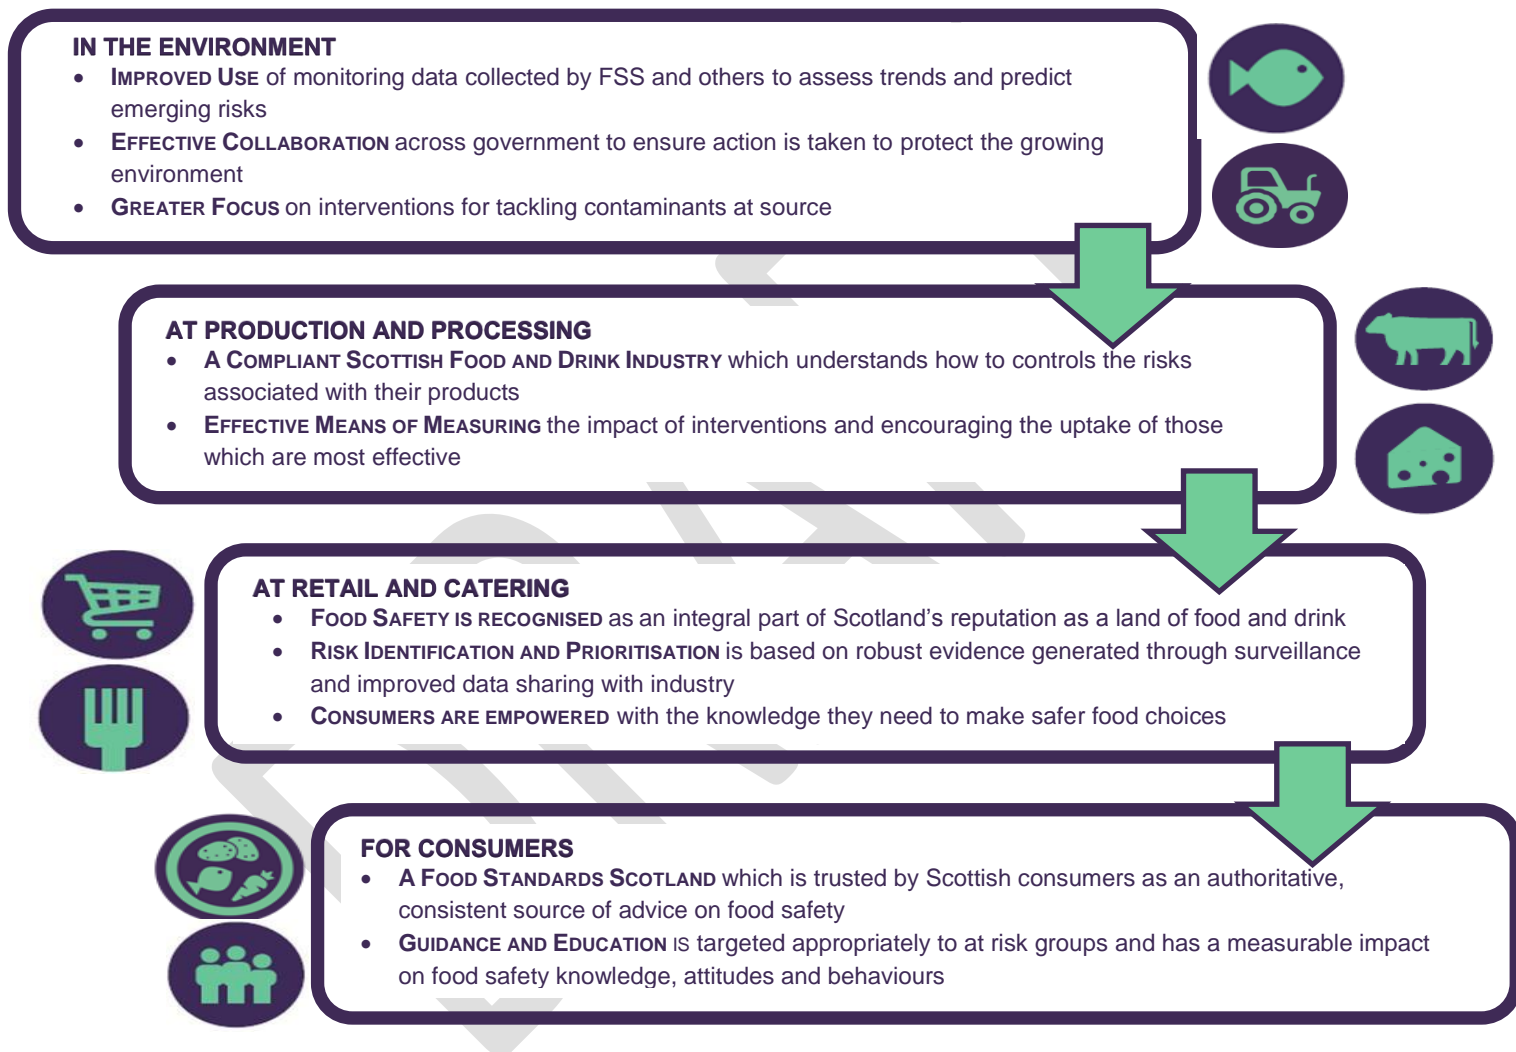 IN THE ENVIRONMENT
• IMPROVED USE of monitoring data collected by FSS and others to assess trends and predict
emerging risks
• EFFECTIVE COLLABORATION across government to ensure action is taken to protect the growing
environment
• GREATER FOCUS on interventions for tackling contaminants at source
AT PRODUCTION AND PROCESSING
• A COMPLIANT SCOTTISH FOOD AND DRINK INDUSTRY which understands how to controls the risks
associated with their products
• EFFECTIVE MEANS OF MEASURING the impact of interventions and encouraging the uptake of those
which are most effective
AT RETAIL AND CATERING
• FOOD SAFETY IS RECOGNISED as an integral part of Scotland’s reputation as a land of food and drink
• RISK IDENTIFICATION AND PRIORITISATION is based on robust evidence generated through surveillance
and improved data sharing with industry
• CONSUMERS ARE EMPOWERED with the knowledge they need to make safer food choices
FOR CONSUMERS
• A FOOD STANDARDS SCOTLAND which is trusted by Scottish consumers as an authoritative,
consistent source of advice on food safety
• GUIDANCE AND EDUCATION IS targeted appropriately to at risk groups and has a measurable impact
on food safety knowledge, attitudes and behaviours